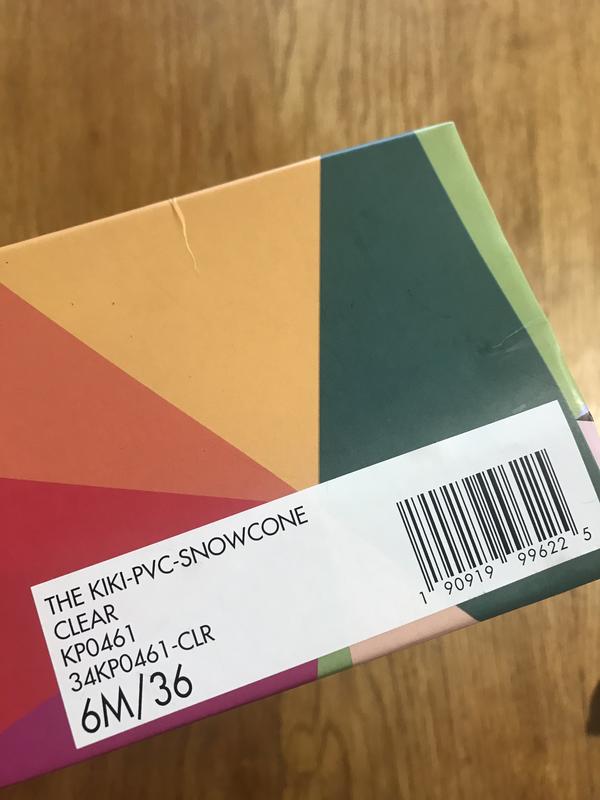 THE KIKI-PVC-SNOWCONE
CLEAR
KP0461
34KP0461-CLR
6M/36
1 90919 99622 5